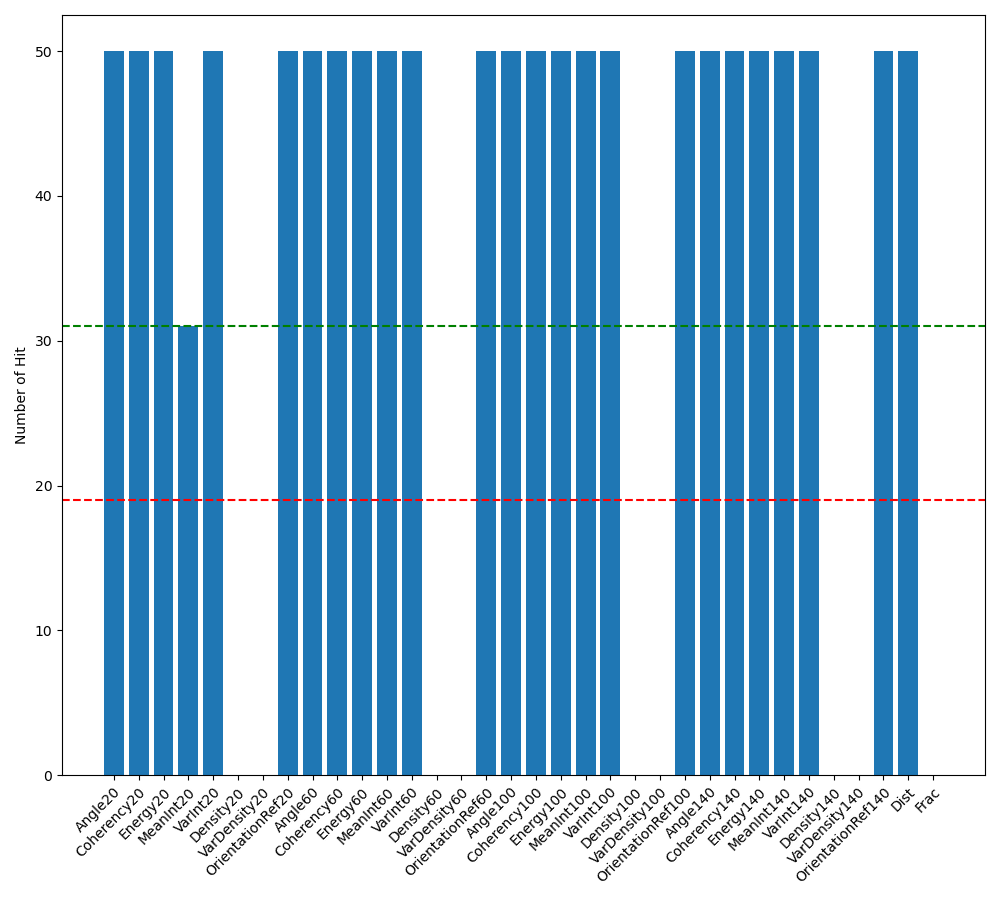 Number of Hit
50
40
30
20
10
0
Angle20
Coherency20
Energy20
MeanInt20
VarInt20
Density20
VarDensity20
OrientationRef20
Angle60
Coherency60
Energy60
MeanInt60
VarInt60
Density60
VarDensity60
OrientationRef60
Angle100
Coherency100
Energy100
MeanInt100
VarInt100
Density100
VarDensity100
OrientationRef100
Angle140
Coherency140
Energy140
MeanInt140
VarInt140
Density140
VarDensity140
OrientationRef140
Dist
Frac